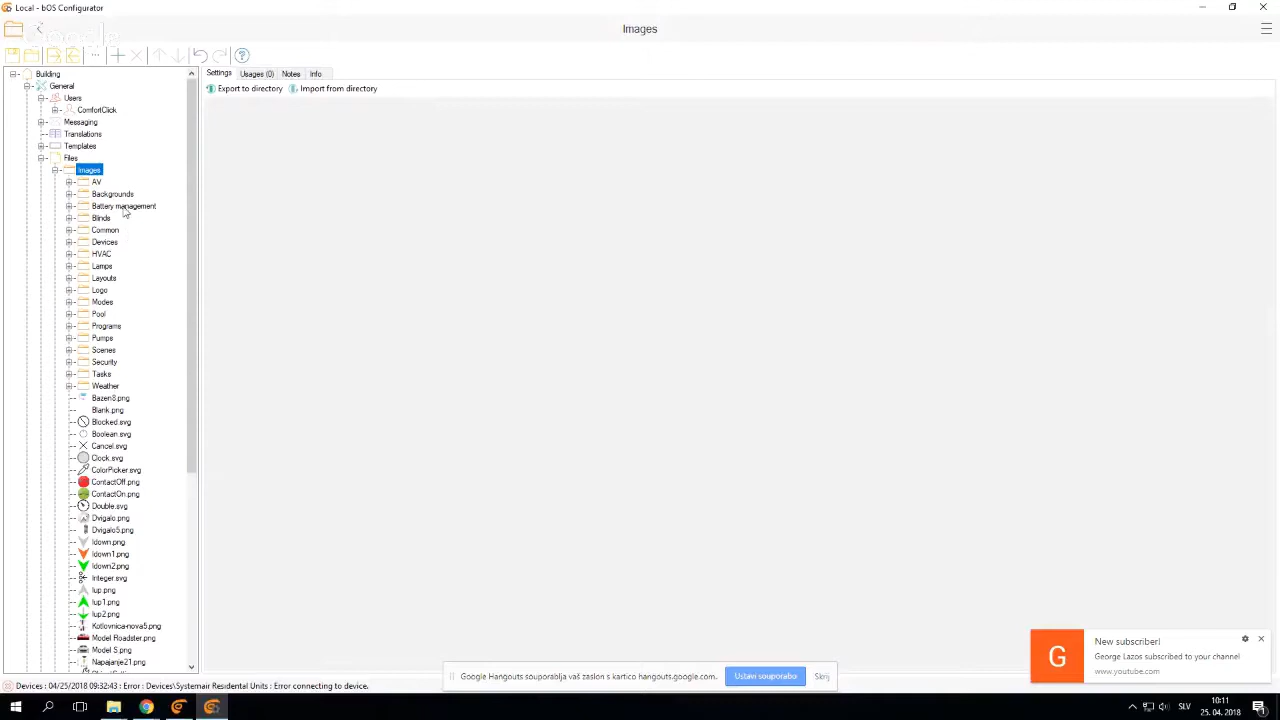 Local - bOS Configurator
Images
Building
General
Users
ComfortClick
Messaging
Translations
Templates
Files
Images
AV
Backgrounds
Battery management
Blinds
Common
Devices
HVAC
Lamps
Layouts
Logo
Modes
Pool
Programs
Pumps
Scenes
Security
Tasks
Weather
Bazen8.png
Blank.png
Blocked.svg
Boolean.svg
Cancel.svg
Clock.svg
ColorPicker.svg
ContactOff.png
ContactOn.png
Double.svg
Dvigalo.png
Dvigalo5.png
Idown.png
Idown1.png
Idown2.png
Integer.svg
Iup.png
Iup1.png
Iup2.png
Kotlovnica-nova5.png
Model Roadster.png
Model S.png
Napajanje21.png
Settings Usages (0) Notes Info
Export to directory Import from directory
New subscriber!
George Lazos subscribed to your channel
www.youtube.com
G
Google Hangouts souporablja vaš zaslon s kartico hangouts.google.com. Ustavi souporabo Skrij
Devices : 04/25/2018 08:32:43 : Error : Devices\Systemair Residental Units : Error connecting to device.
SLV
10:11
25. 04. 2018
1